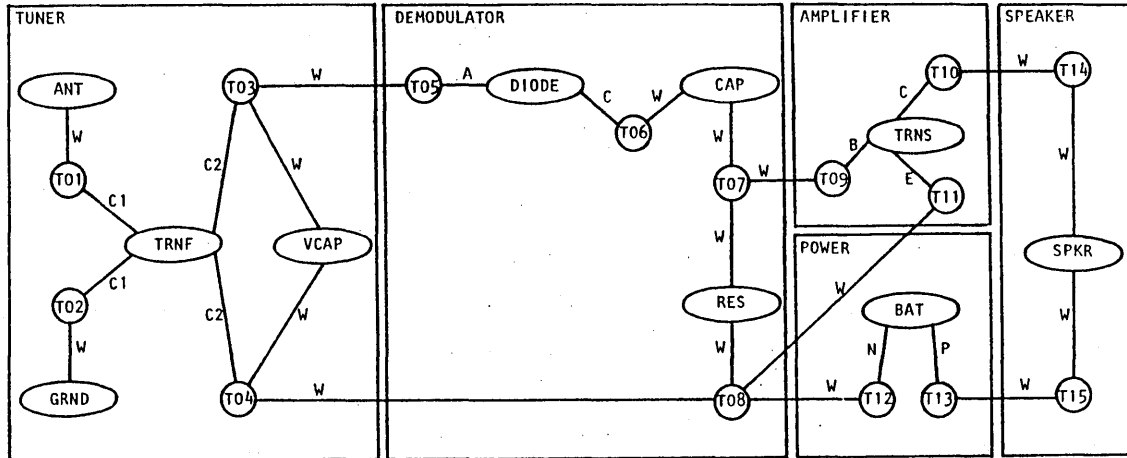 TUNER
DEMODULATOR
AMPLIFIER
SPEAKER
ANT
W
T01
C1
TRNF
C1
T02
W
GRND
T03
C2
W
VCAP
C2
W
T04
W
W
T05
A
DIODE
C
T06
W
CAP
W
T07
W
W
RES
W
T08
T09
B
TRNS
C
T10
E
T11
W
POWER
BAT
N
P
W
T12
T13
W
W
T14
W
SPKR
W
T15